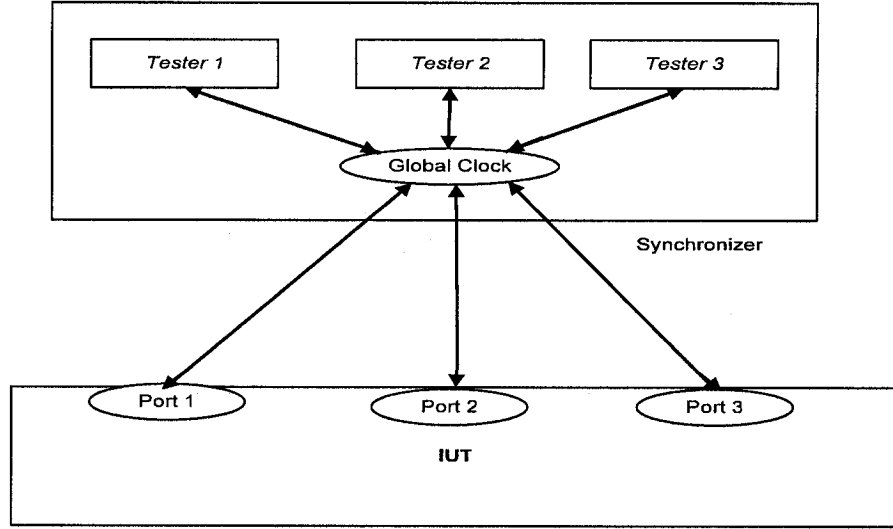 Tester 1
Tester 2
Tester 3
Global Clock
Synchronizer
Port 1
Port 2
Port 3
IUT